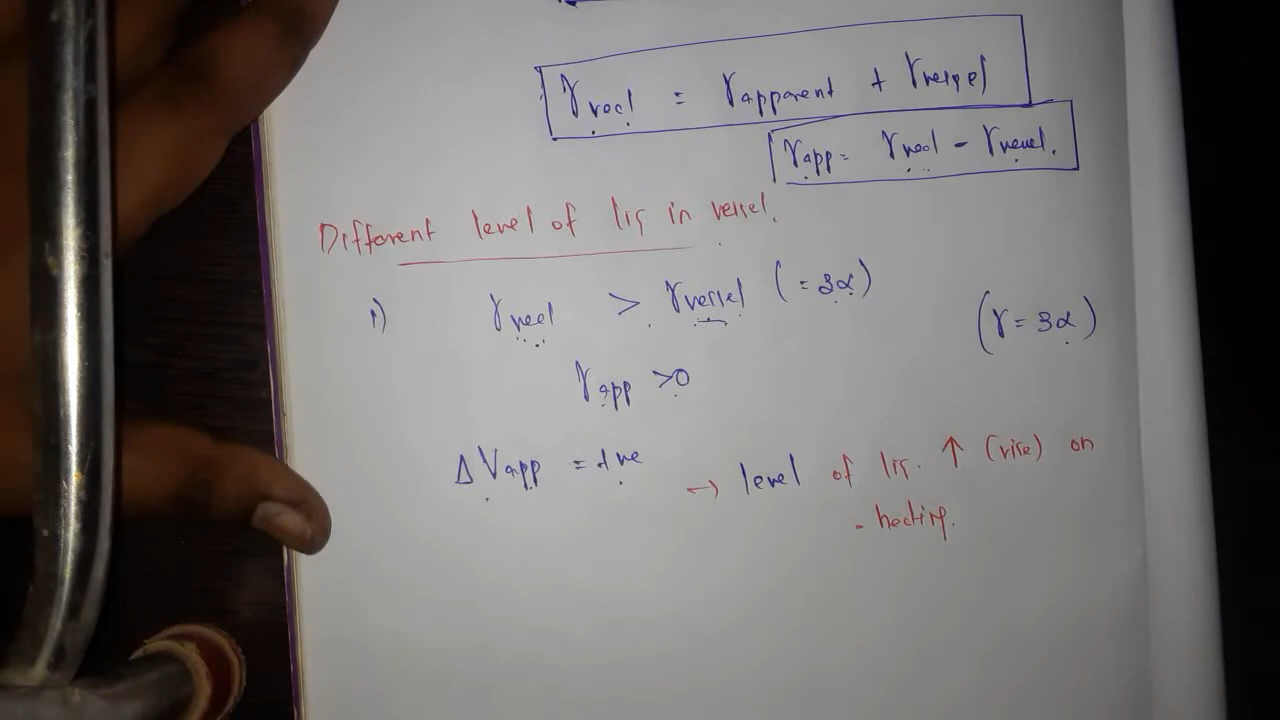 γreal = γapparent + γvessel
γapp = γreal - γvessel.
Different level of liq in vessel.
1) γreal > γvessel (= 3α)
(γ = 3α)
γapp >0
ΔVapp = +ve → level of liq. ↑ (rise) on
- heating.